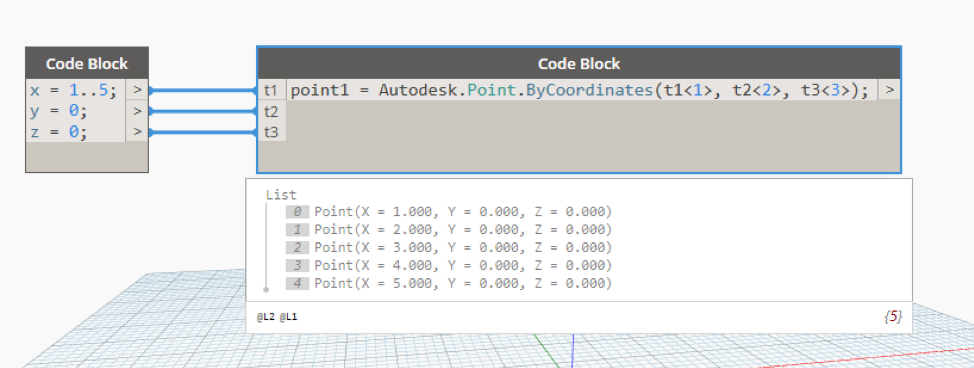 Code Block
x = 1..5; >
y = 0; >
z = 0; >
Code Block
t1 point1 = Autodesk.Point.ByCoordinates(t1<1>, t2<2>, t3<3>); >
t2
t3
List
0 Point(X = 1.000, Y = 0.000, Z = 0.000)
1 Point(X = 2.000, Y = 0.000, Z = 0.000)
2 Point(X = 3.000, Y = 0.000, Z = 0.000)
3 Point(X = 4.000, Y = 0.000, Z = 0.000)
4 Point(X = 5.000, Y = 0.000, Z = 0.000)
@L2 @L1 {5}